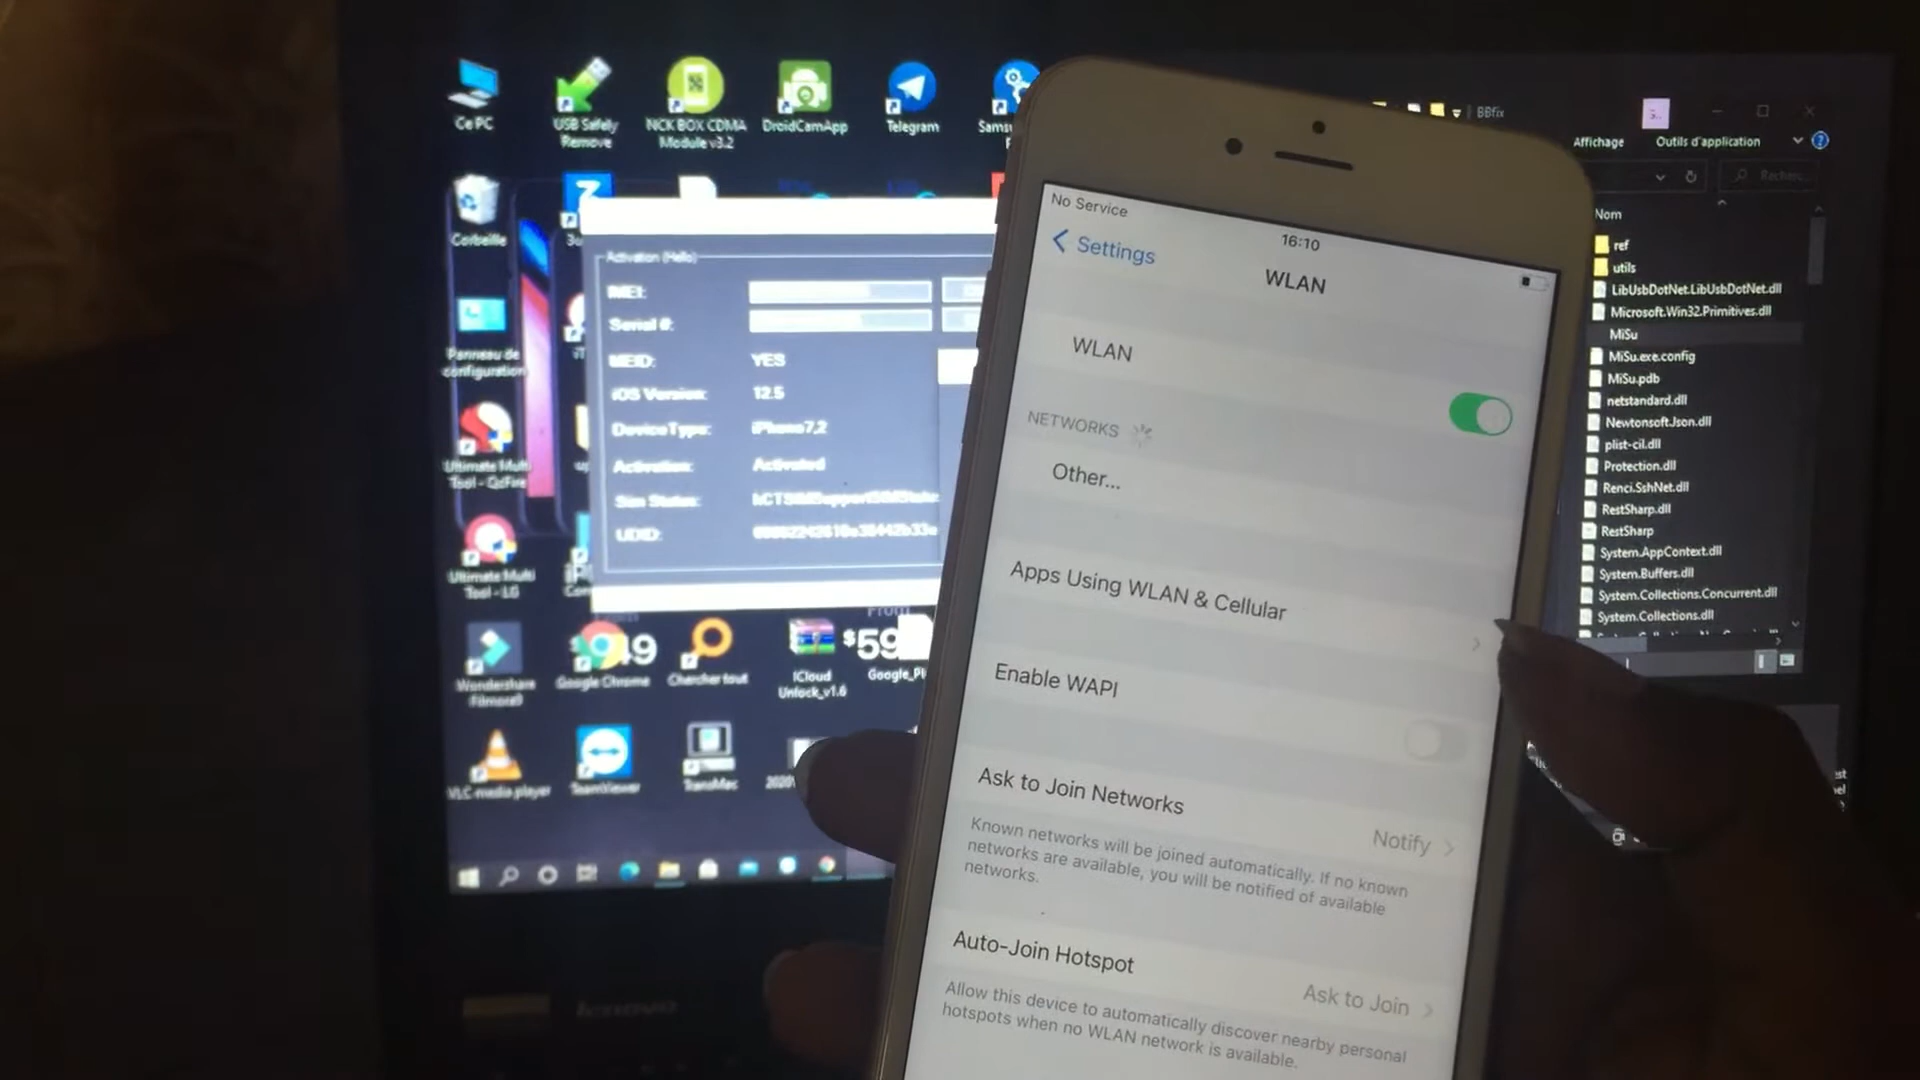 Ce PC
USB Safely
Remove
NCK BOX CDMA
Module v3.2
DroidCamApp
Telegram
Corbeille
Panneau de
configuration
Ultimate Multi
Tool - QcFire
Ultimate Multi
Tool - LG
Wondershare
Filmora9
Google Chrome
Chercher tout
iCloud
Unlock_v1.6
$59
VLC media player
TeamViewer
TransMac
Activation (Hello)
IMEI:
Serial #:
MEID: YES
iOS Version: 12.5
DeviceType: iPhone7,2
Activation: Activated
Sim Status:
UDID:
No Service
16:10
Settings
WLAN
WLAN
NETWORKS
Other...
Apps Using WLAN & Cellular
Enable WAPI
Ask to Join Networks
Notify
Known networks will be joined automatically. If no known
networks are available, you will be notified of available
networks.
Auto-Join Hotspot
Ask to Join
Allow this device to automatically discover nearby personal
hotspots when no WLAN network is available.
BBfix
Affichage
Outils d'application
Nom
ref
utils
LibUsbDotNet.LibUsbDotNet.dll
Microsoft.Win32.Primitives.dll
MiSu
MiSu.exe.config
MiSu.pdb
netstandard.dll
Newtonsoft.Json.dll
plist-cil.dll
Protection.dll
Renci.SshNet.dll
RestSharp.dll
RestSharp
System.AppContext.dll
System.Buffers.dll
System.Collections.Concurrent.dll
System.Collections.dll